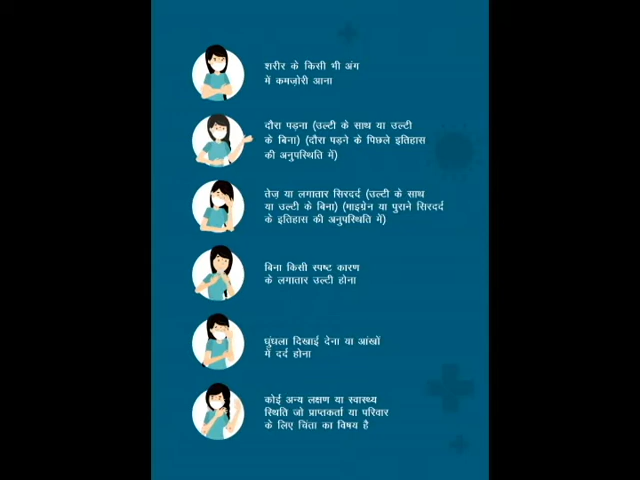 शरीर के किसी भी अंग
में कमज़ोरी आना
दौरा पड़ना (उल्टी के साथ या उल्टी
के बिना) (दौरा पड़ने के पिछले इतिहास
की अनुपस्थिति में)
तेज़ या लगातार सिरदर्द (उल्टी के साथ
या उल्टी के बिना) (माइग्रेन या पुराने सिरदर्द
के इतिहास की अनुपस्थिति में)
बिना किसी स्पष्ट कारण
के लगातार उल्टी होना
धुंधला दिखाई देना या आंखों
में दर्द होना
कोई अन्य लक्षण या स्वास्थ्य
स्थिति जो प्राप्तकर्ता या परिवार
के लिए चिंता का विषय है